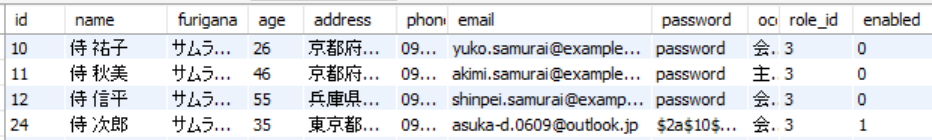 id name furigana age address phon email password oc role_id enabled
10 侍 祐子 サムラ... 26 京都府... 09... yuko.samurai@example... password 会. 3 0
11 侍 秋美 サムラ... 46 京都府... 09... akimi.samurai@example... password 主. 3 0
12 侍 信平 サムラ... 55 兵庫県... 09... shinpei.samurai@examp... password 会. 3 0
24 侍 次郎 サムラ... 35 東京都... 09... asuka-d.0609@outlook.jp $2a$10$... 会. 3 1